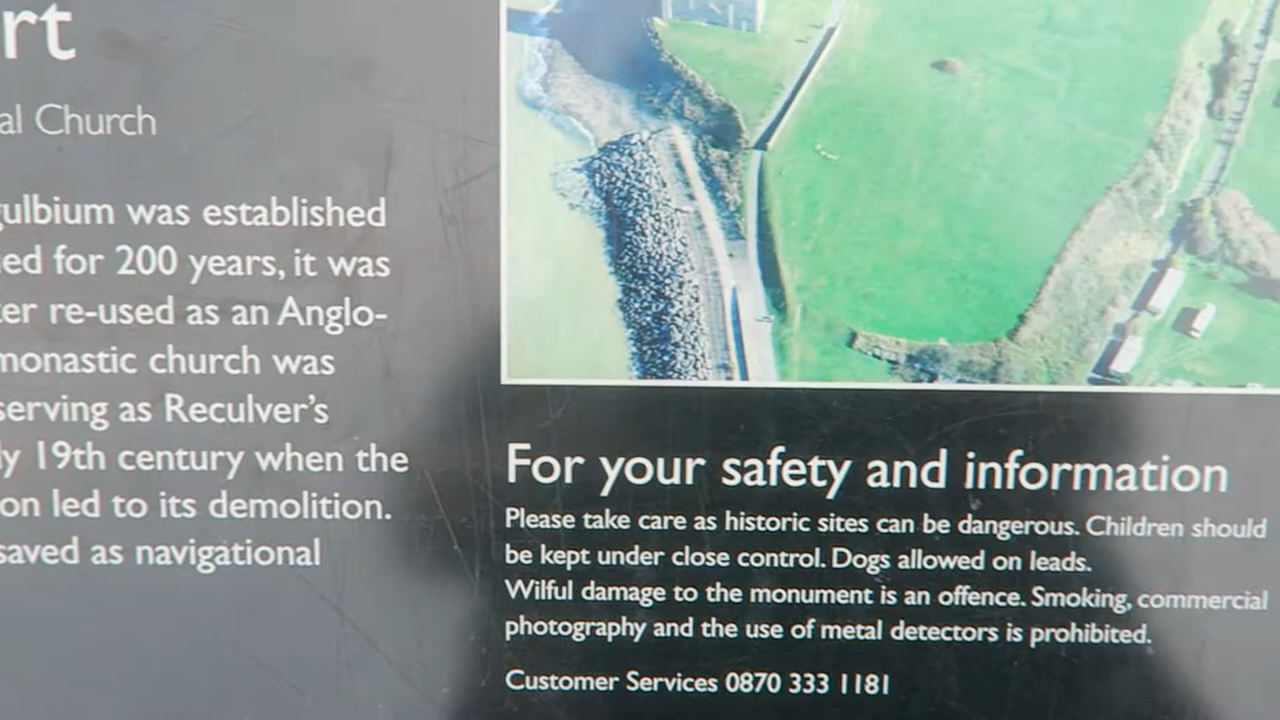 rt
al Church
gulbium was established
ied for 200 years, it was
ter re-used as an Anglo-
monastic church was
serving as Reculver's
ly 19th century when the
on led to its demolition.
saved as navigational
For your safety and information
Please take care as historic sites can be dangerous. Children should
be kept under close control. Dogs allowed on leads.
Wilful damage to the monument is an offence. Smoking, commercial
photography and the use of metal detectors is prohibited.
Customer Services 0870 333 1181